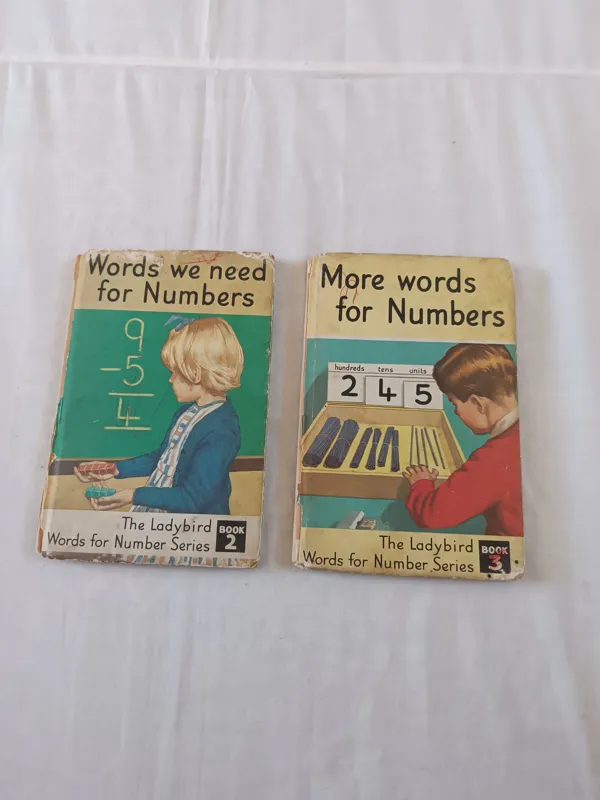 Words we need
for Numbers
9
-5
4
The Ladybird
Words for Number Series
BOOK
2
More words
for Numbers
hundreds tens units
2 4 5
The Ladybird
Words for Number Series
BOOK
3